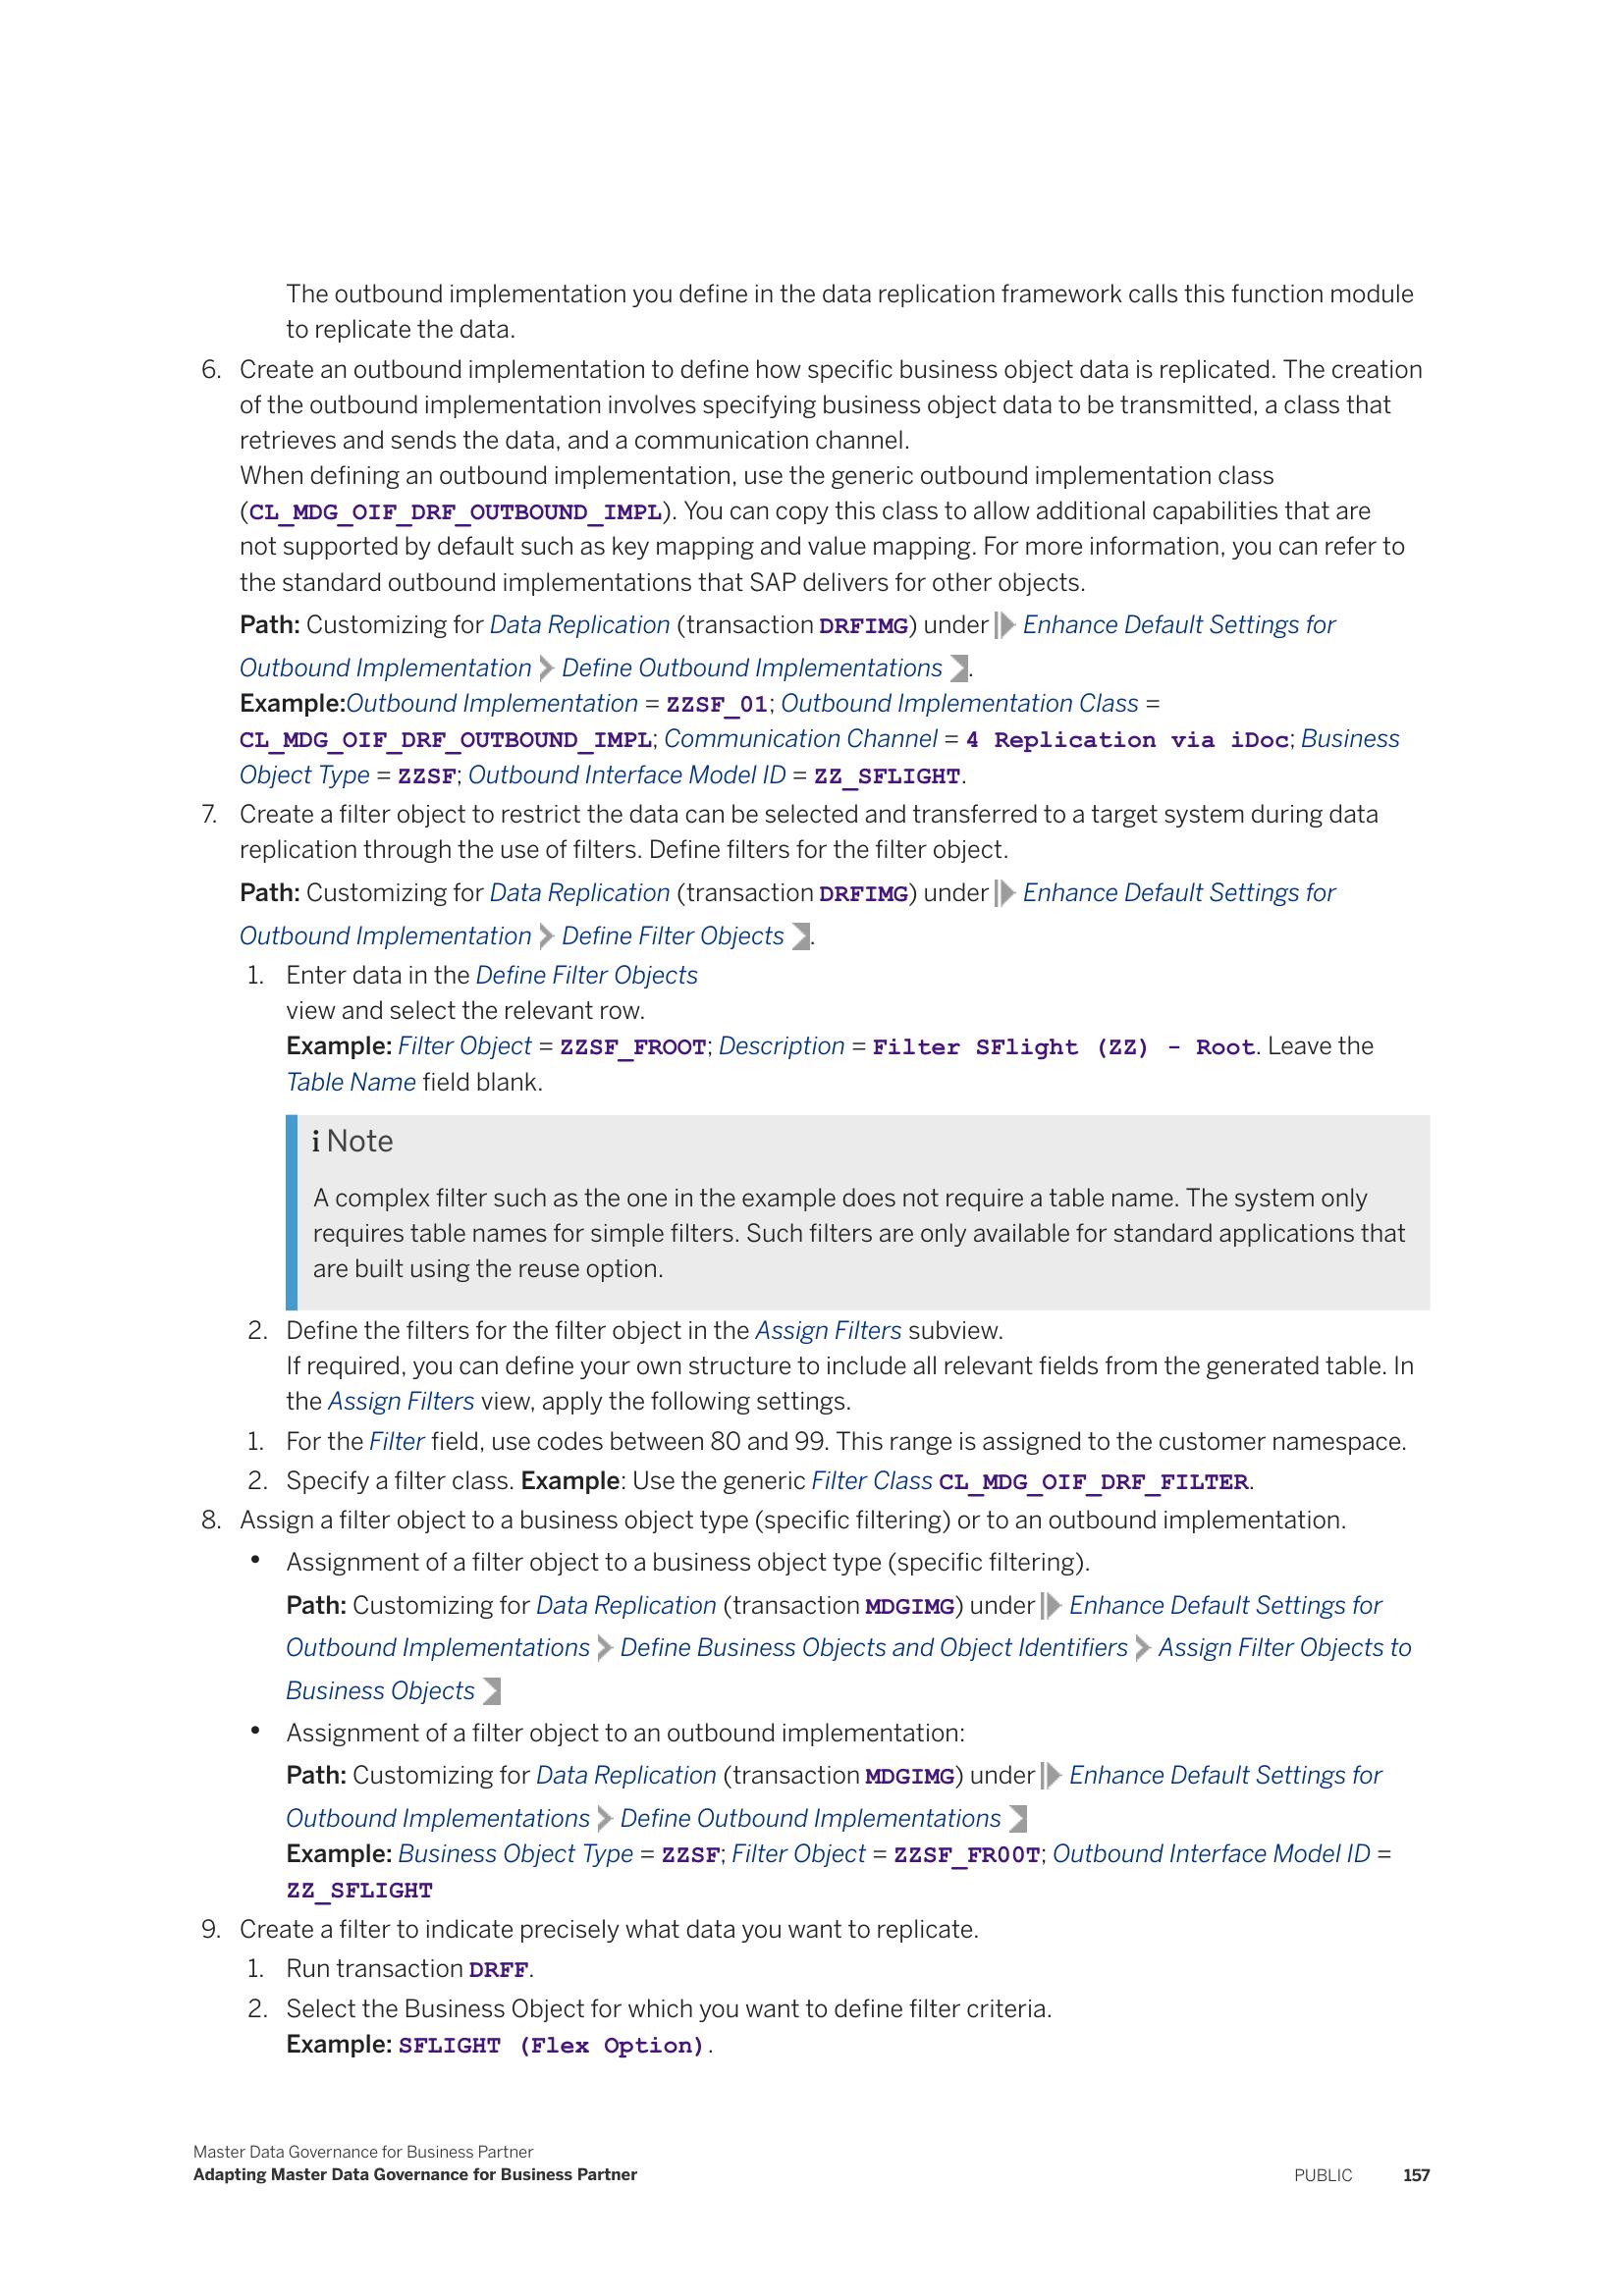 The outbound implementation you define in the data replication framework calls this function module
to replicate the data.
6. Create an outbound implementation to define how specific business object data is replicated. The creation
of the outbound implementation involves specifying business object data to be transmitted, a class that
retrieves and sends the data, and a communication channel.
When defining an outbound implementation, use the generic outbound implementation class
(CL_MDG_OIF_DRF_OUTBOUND_IMPL). You can copy this class to allow additional capabilities that are
not supported by default such as key mapping and value mapping. For more information, you can refer to
the standard outbound implementations that SAP delivers for other objects.
Path: Customizing for Data Replication (transaction DRFIMG) under Enhance Default Settings for
Outbound Implementation Define Outbound Implementations .
Example:Outbound Implementation = ZZSF_01; Outbound Implementation Class =
CL_MDG_OIF_DRF_OUTBOUND_IMPL; Communication Channel = 4 Replication via iDoc; Business
Object Type = ZZSF; Outbound Interface Model ID = ZZ_SFLIGHT.
7. Create a filter object to restrict the data can be selected and transferred to a target system during data
replication through the use of filters. Define filters for the filter object.
Path: Customizing for Data Replication (transaction DRFIMG) under Enhance Default Settings for
Outbound Implementation Define Filter Objects .
1. Enter data in the Define Filter Objects
view and select the relevant row.
Example: Filter Object = ZZSF_FROOT; Description = Filter SFlight (ZZ) - Root. Leave the
Table Name field blank.
i Note
A complex filter such as the one in the example does not require a table name. The system only
requires table names for simple filters. Such filters are only available for standard applications that
are built using the reuse option.
2. Define the filters for the filter object in the Assign Filters subview.
If required, you can define your own structure to include all relevant fields from the generated table. In
the Assign Filters view, apply the following settings.
1. For the Filter field, use codes between 80 and 99. This range is assigned to the customer namespace.
2. Specify a filter class. Example: Use the generic Filter Class CL_MDG_OIF_DRF_FILTER.
8. Assign a filter object to a business object type (specific filtering) or to an outbound implementation.
• Assignment of a filter object to a business object type (specific filtering).
Path: Customizing for Data Replication (transaction MDGIMG) under Enhance Default Settings for
Outbound Implementations Define Business Objects and Object Identifiers Assign Filter Objects to
Business Objects
• Assignment of a filter object to an outbound implementation:
Path: Customizing for Data Replication (transaction MDGIMG) under Enhance Default Settings for
Outbound Implementations Define Outbound Implementations
Example: Business Object Type = ZZSF; Filter Object = ZZSF_FR00T; Outbound Interface Model ID =
ZZ_SFLIGHT
9. Create a filter to indicate precisely what data you want to replicate.
1. Run transaction DRFF.
2. Select the Business Object for which you want to define filter criteria.
Example: SFLIGHT (Flex Option).
Master Data Governance for Business Partner
Adapting Master Data Governance for Business Partner
PUBLIC 157